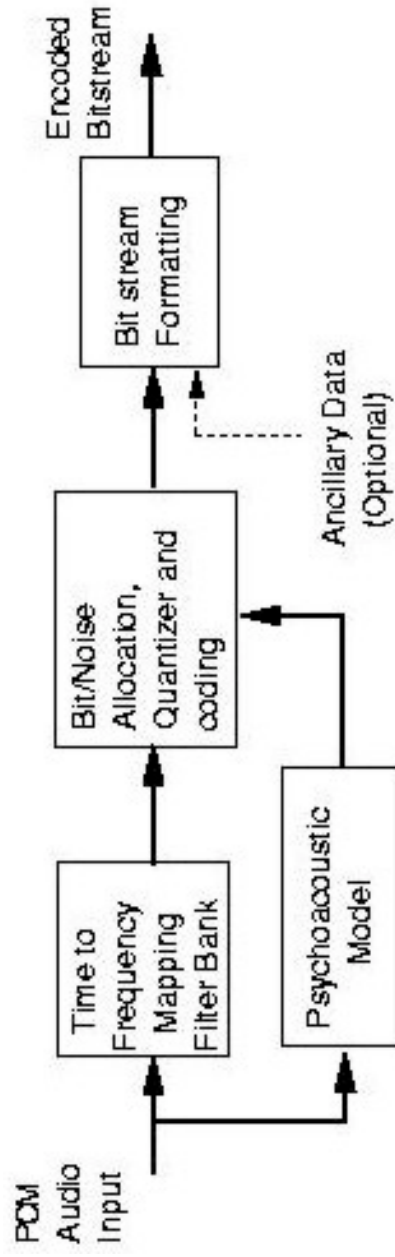 PCM
Audio
Input
Time to
Frequency
Mapping
Filter Bank
Psychoacoustic
Model
Bit/Noise
Allocation,
Quantizer and
coding
Ancillary Data
(Optional)
Bit stream
Formatting
Encoded
Bitstream